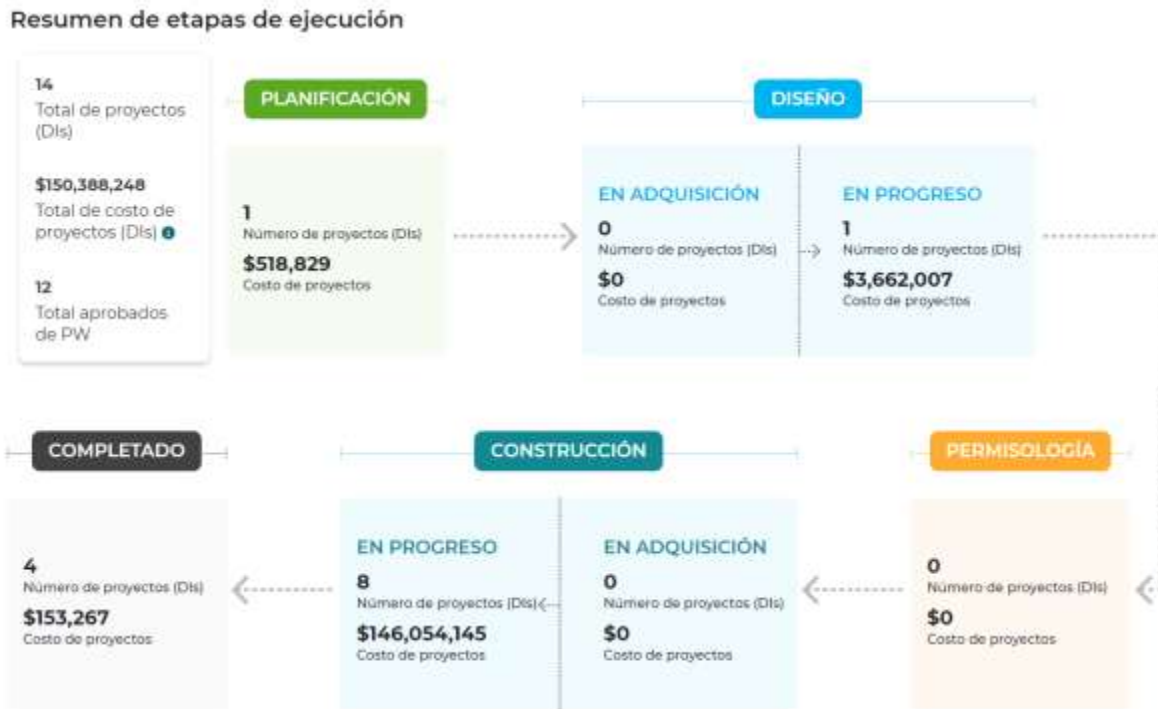 Resumen de etapas de ejecución
14
Total de proyectos
(DIs)
$150,388,248
Total de costo de
proyectos (DIs)
12
Total aprobados
de PW
PLANIFICACIÓN
1
Número de proyectos (DIs)
$518,829
Costo de proyectos
DISEÑO
EN ADQUISICIÓN
0
Número de proyectos (DIs)
$0
Costo de proyectos
EN PROGRESO
1
Número de proyectos (DIs)
$3,662,007
Costo de proyectos
COMPLETADO
4
Número de proyectos (DIs)
$153,267
Costo de proyectos
CONSTRUCCIÓN
EN PROGRESO
8
Número de proyectos (DIs)
$146,054,145
Costo de proyectos
EN ADQUISICIÓN
0
Número de proyectos (DIs)
$0
Costo de proyectos
PERMISOLOGÍA
0
Número de proyectos (DIs)
$0
Costo de proyectos